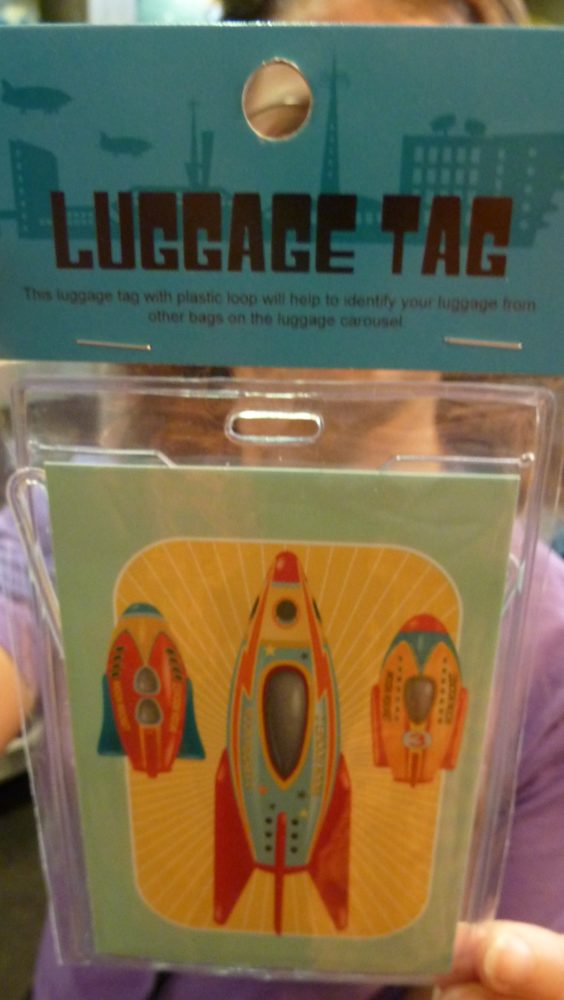 LUGGAGE TAG
This luggage tag with plastic loop will help to identify your luggage from
other bags on the luggage carousel